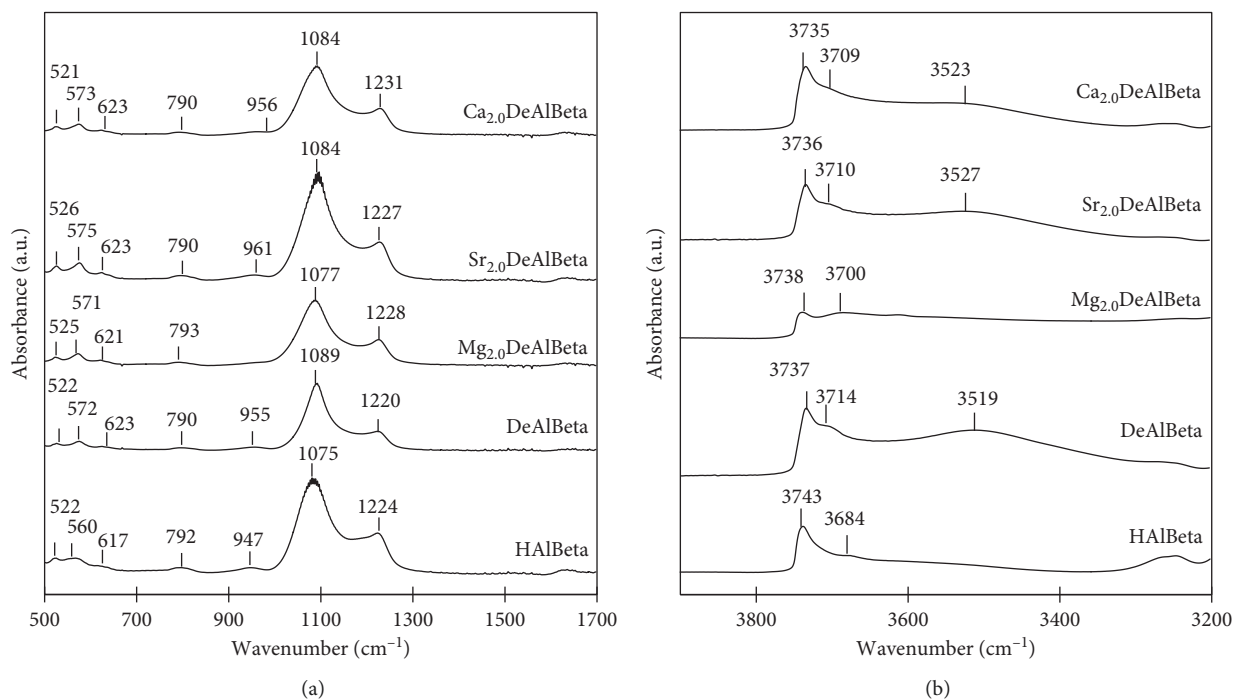 Absorbance (a.u.)
1084
1231
521
573
623
790
956
Ca2.0DeAlBeta
1084
1227
526
575
623
790
961
Sr2.0DeAlBeta
1077
1228
571
525
621
793
Mg2.0DeAlBeta
1089
1220
522
572
623
790
955
DeAlBeta
1075
1224
522
560
617
792
947
HAlBeta
500 700 900 1100 1300 1500 1700
Wavenumber (cm–1)
(a)
Absorbance (a.u.)
3735
3709
3523
Ca2.0DeAlBeta
3736
3710
3527
Sr2.0DeAlBeta
3738
3700
Mg2.0DeAlBeta
3737
3714
3519
DeAlBeta
3743
3684
HAlBeta
3800 3600 3400 3200
Wavenumber (cm–1)
(b)